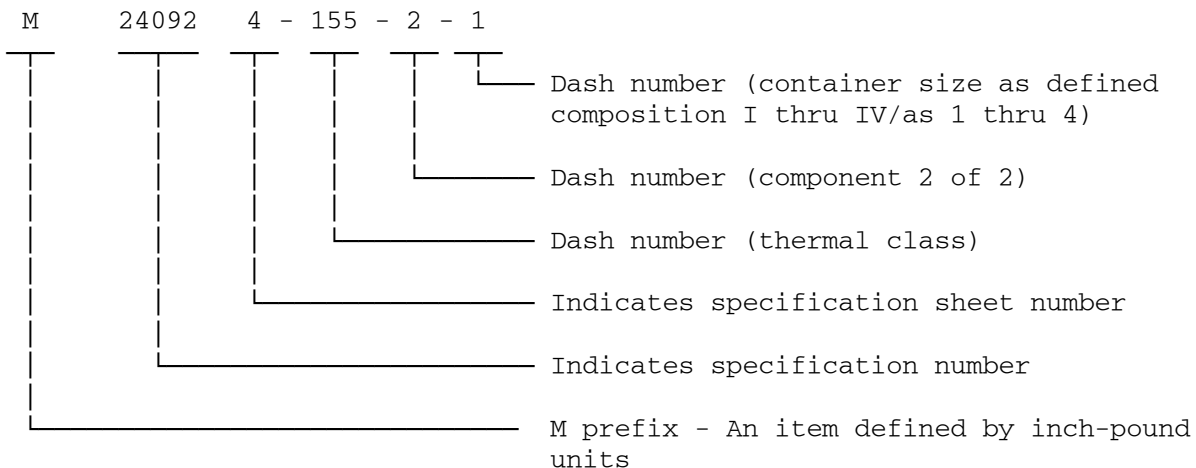 M 24092 4 - 155 - 2 - 1
Dash number (container size as defined
composition I thru IV/as 1 thru 4)
Dash number (component 2 of 2)
Dash number (thermal class)
Indicates specification sheet number
Indicates specification number
M prefix - An item defined by inch-pound
units